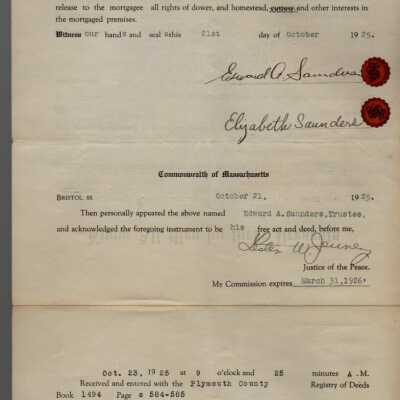 release to the mortgagee all rights of dower, and homestead, and other interests in
the mortgaged premises.
Witness our hands and seals this 21st day of October 1925.
Edward A. Saunders
Elizabeth Saunders
Commonwealth of Massachusetts
BRISTOL ss. October 21, 1925.
Then personally appeared the above named Edward A. Saunders, Trustee,
and acknowledged the foregoing instrument to be his free act and deed, before me,
Justice of the Peace.
My Commission expires March 31, 1926.
Oct. 23, 1925 at 9 o'clock and 25 minutes A.M.
Received and entered with the Plymouth County Registry of Deeds
Book 1494 Page s 584-585